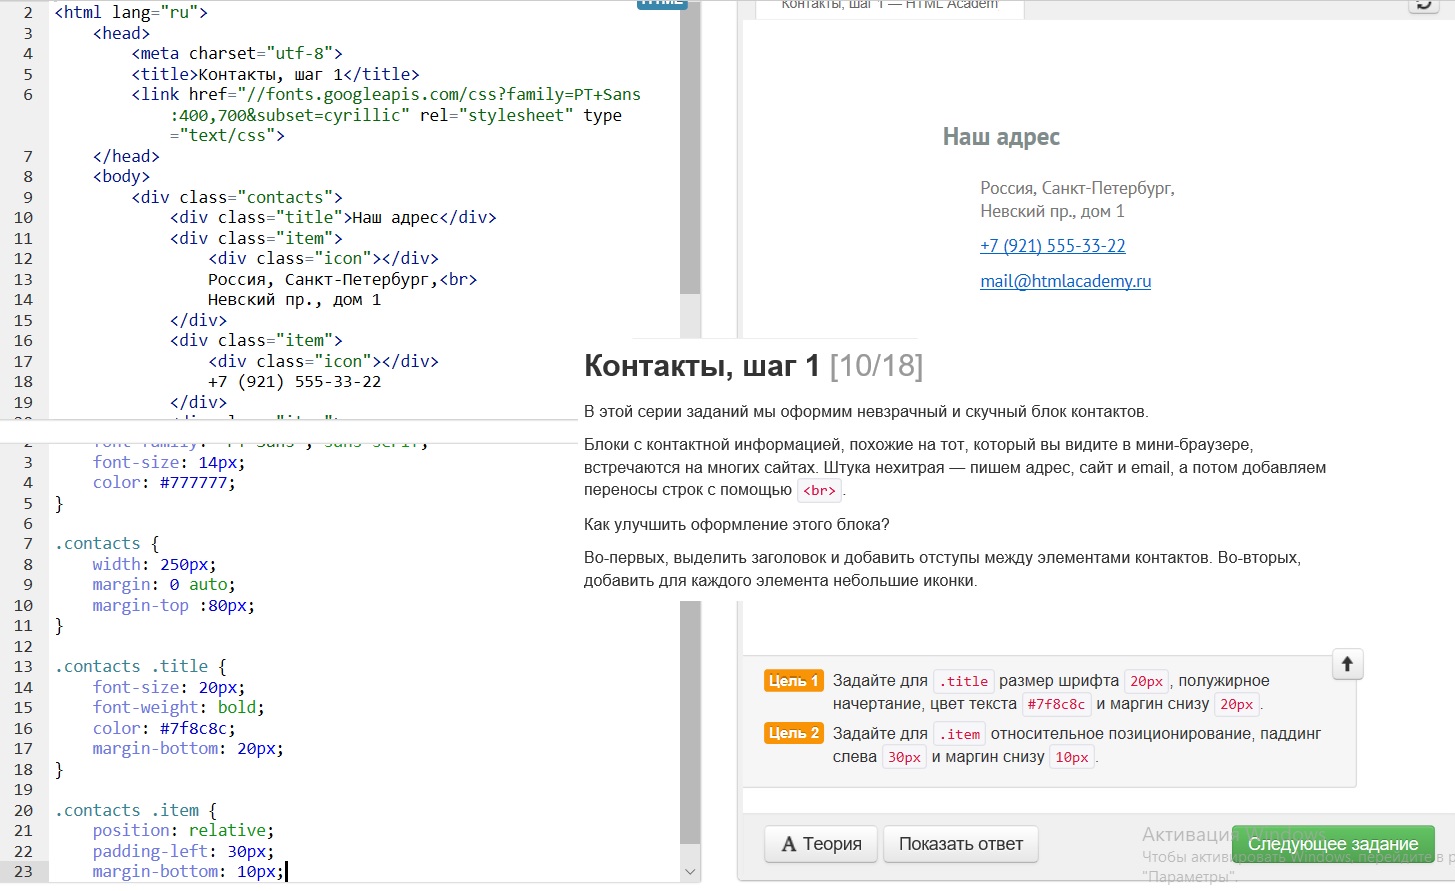 HTML
2 <html lang="ru">
3 <head>
4 <meta charset="utf-8">
5 <title>Контакты, шаг 1</title>
6 <link href="//fonts.googleapis.com/css?family=PT+Sans
:400,700&subset=cyrillic" rel="stylesheet" type
="text/css">
7 </head>
8 <body>
9 <div class="contacts">
10 <div class="title">Наш адрес</div>
11 <div class="item">
12 <div class="icon"></div>
13 Россия, Санкт-Петербург,<br>
14 Невский пр., дом 1
15 </div>
16 <div class="item">
17 <div class="icon"></div>
18 +7 (921) 555-33-22
19 </div>
3 font-size: 14px;
4 color: #777777;
5 }
6
7 .contacts {
8 width: 250px;
9 margin: 0 auto;
10 margin-top :80px;
11 }
12
13 .contacts .title {
14 font-size: 20px;
15 font-weight: bold;
16 color: #7f8c8c;
17 margin-bottom: 20px;
18 }
19
20 .contacts .item {
21 position: relative;
22 padding-left: 30px;
23 margin-bottom: 10px;
Контакты, шаг 1 — HTML Academ
Наш адрес
Россия, Санкт-Петербург,
Невский пр., дом 1
+7 (921) 555-33-22
mail@htmlacademy.ru
Контакты, шаг 1 [10/18]
В этой серии заданий мы оформим невзрачный и скучный блок контактов.
Блоки с контактной информацией, похожие на тот, который вы видите в мини-браузере,
встречаются на многих сайтах. Штука нехитрая — пишем адрес, сайт и email, а потом добавляем
переносы строк с помощью <br>.
Как улучшить оформление этого блока?
Во-первых, выделить заголовок и добавить отступы между элементами контактов. Во-вторых,
добавить для каждого элемента небольшие иконки.
Цель 1 Задайте для .title размер шрифта 20px, полужирное
начертание, цвет текста #7f8c8c и маргин снизу 20px.
Цель 2 Задайте для .item относительное позиционирование, паддинг
слева 30px и маргин снизу 10px.
A Теория
Показать ответ
Следующее задание
Активация Windows
Чтобы активировать Windows, перейдите в р
"Параметры".